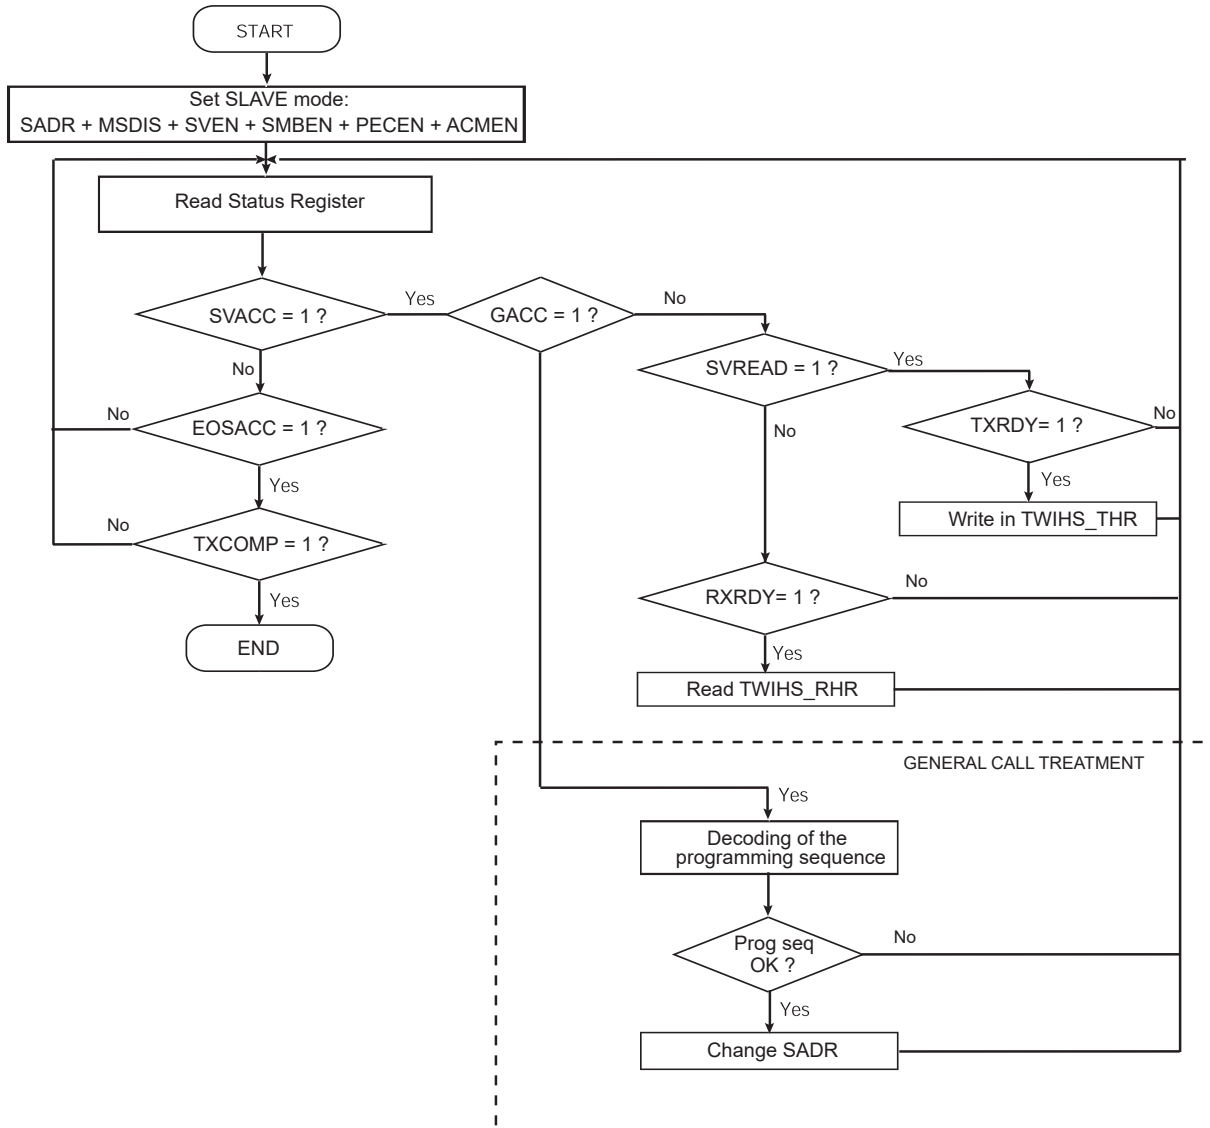 START
Set SLAVE mode:
SADR + MSDIS + SVEN + SMBEN + PECEN + ACMEN
Read Status Register
SVACC = 1 ?
Yes
GACC = 1 ?
No
SVREAD = 1 ?
Yes
No
No
EOSACC = 1 ?
TXRDY= 1 ?
No
No
Yes
Yes
Write in TWIHS_THR
No
TXCOMP = 1 ?
Yes
RXRDY= 1 ?
No
END
Yes
Read TWIHS_RHR
GENERAL CALL TREATMENT
Yes
Decoding of the
programming sequence
Prog seq
OK ?
No
Yes
Change SADR